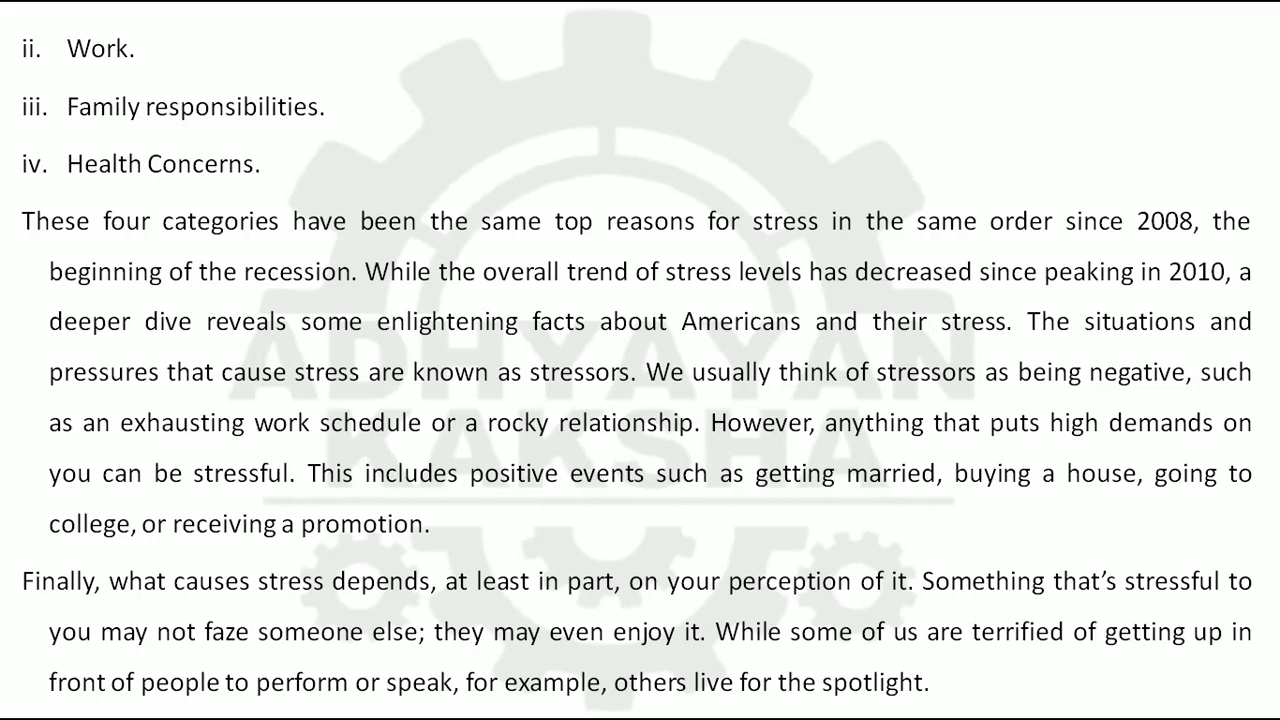 ii. Work.
iii. Family responsibilities.
iv. Health Concerns.
These four categories have been the same top reasons for stress in the same order since 2008, the
beginning of the recession. While the overall trend of stress levels has decreased since peaking in 2010, a
deeper dive reveals some enlightening facts about Americans and their stress. The situations and
pressures that cause stress are known as stressors. We usually think of stressors as being negative, such
as an exhausting work schedule or a rocky relationship. However, anything that puts high demands on
you can be stressful. This includes positive events such as getting married, buying a house, going to
college, or receiving a promotion.
Finally, what causes stress depends, at least in part, on your perception of it. Something that’s stressful to
you may not faze someone else; they may even enjoy it. While some of us are terrified of getting up in
front of people to perform or speak, for example, others live for the spotlight.
ADHYAYAN
KAKSHA